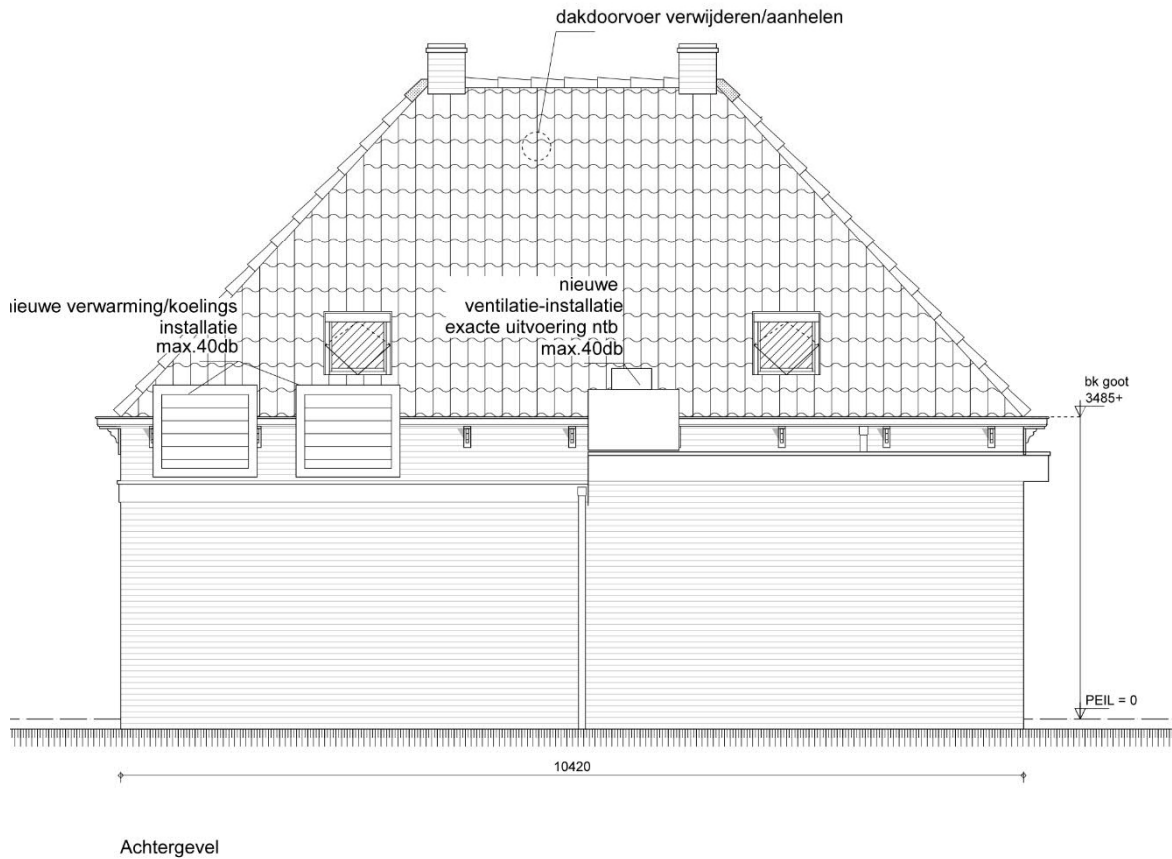 dakdoorvoer verwijderen/aanhelen
nieuwe
ventilatie-installatie
exacte uitvoering ntb
max.40db
nieuwe verwarming/koelings
installatie
max.40db
bk goot
3485+
PEIL = 0
10420
Achtergevel